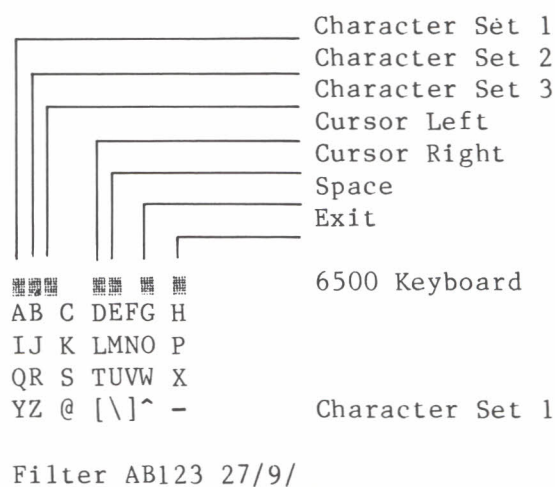 Character Set 1
Character Set 2
Character Set 3
Cursor Left
Cursor Right
Space
Exit
6500 Keyboard
AB C DEFG H
IJ K LMNO P
QR S TUVW X
YZ @ [\]^ - Character Set 1
Filter AB123 27/9/